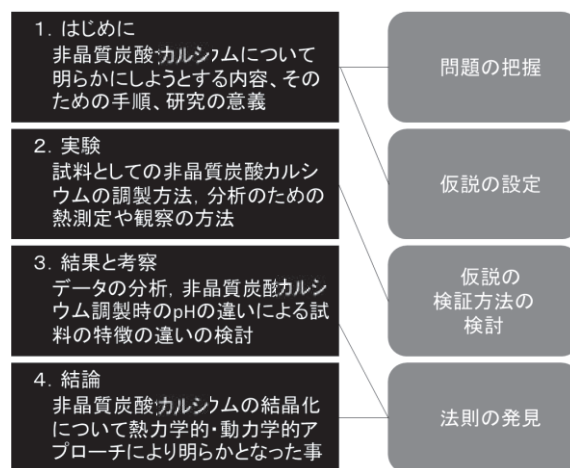 1. はじめに
非晶質炭酸カルシウムについて
明らかにしようとする内容、その
ための手順、研究の意義
2. 実験
試料としての非晶質炭酸カルシ
ウムの調製方法, 分析のための
熱測定や観察の方法
3. 結果と考察
データの分析, 非晶質炭酸カルシ
ウム調製時のpHの違いによる試
料の特徴の違いの検討
4. 結論
非晶質炭酸カルシウムの結晶化
について熱力学的・動力学的ア
プローチにより明らかとなった事
問題の把握
仮説の設定
仮説の
検証方法の
検討
法則の発見